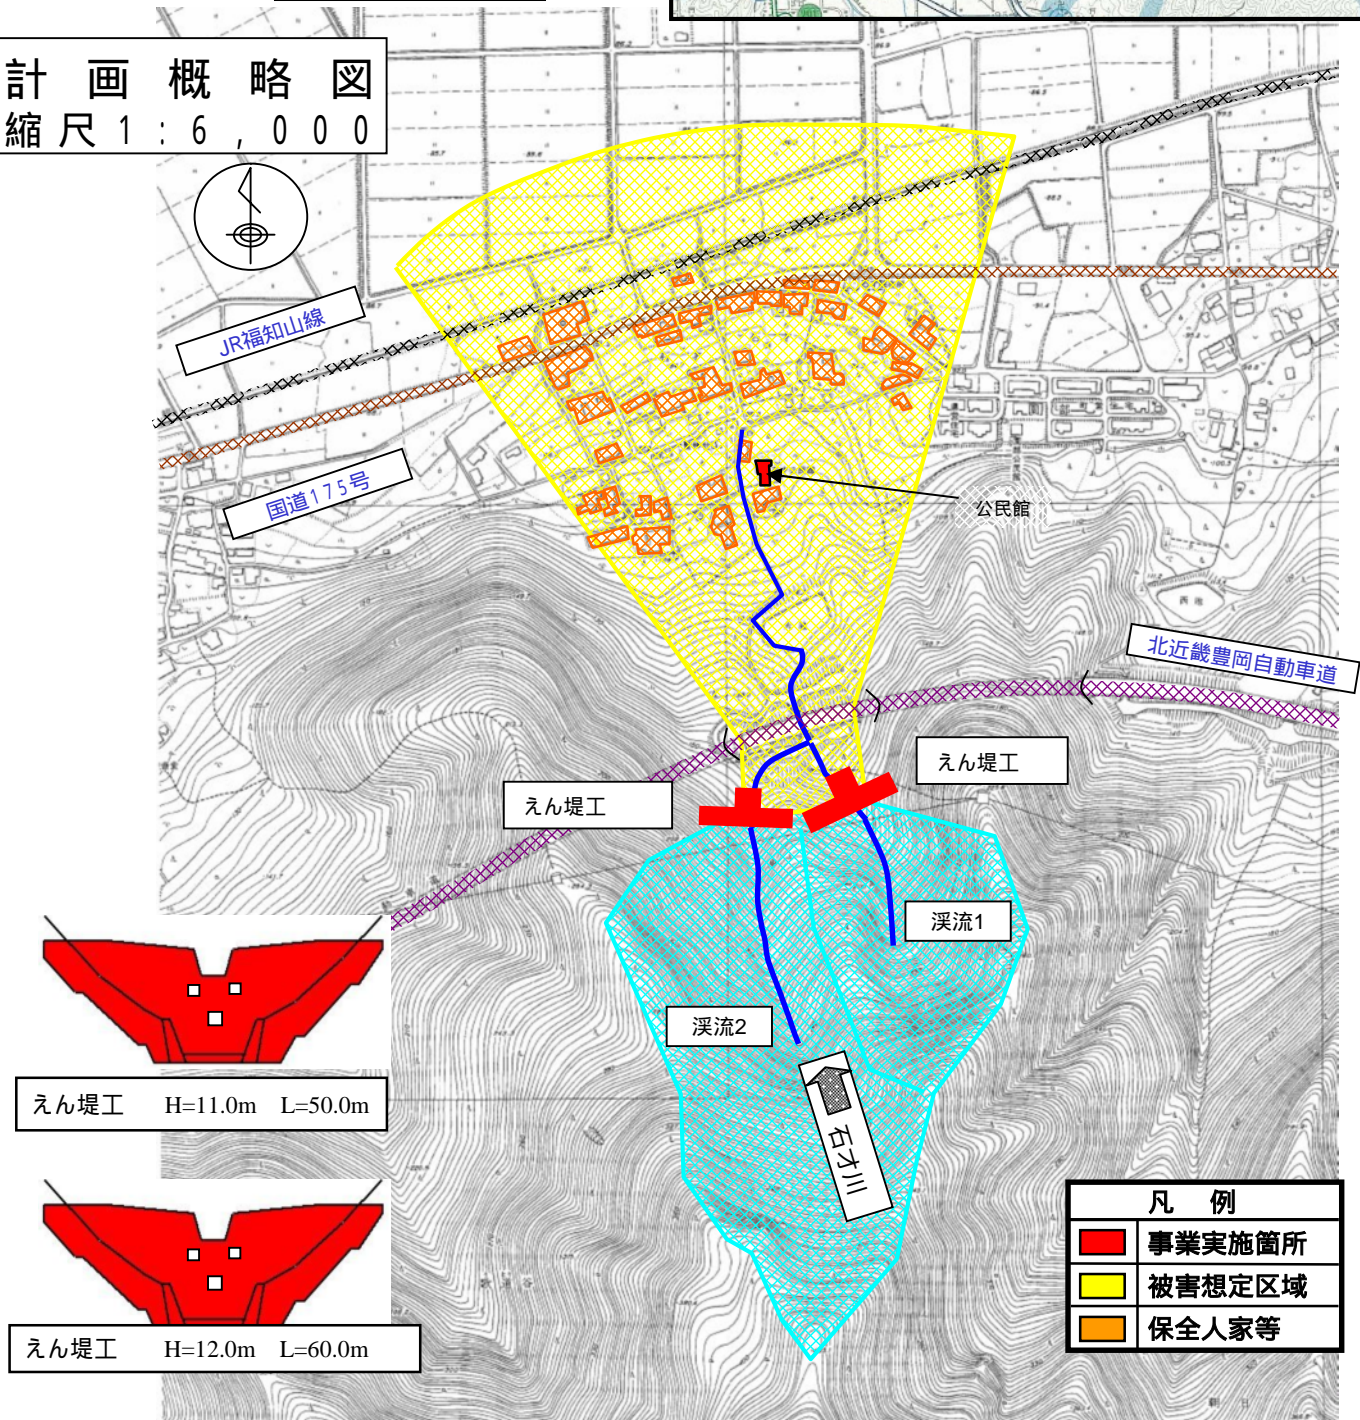 計画概略図
縮尺1:6,000
JR福知山線
国道175号
公民館
北近畿豊岡自動車道
えん堤工
えん堤工
渓流1
渓流2
石才川
えん堤工 H=11.0m L=50.0m
えん堤工 H=12.0m L=60.0m
凡例
事業実施箇所
被害想定区域
保全人家等